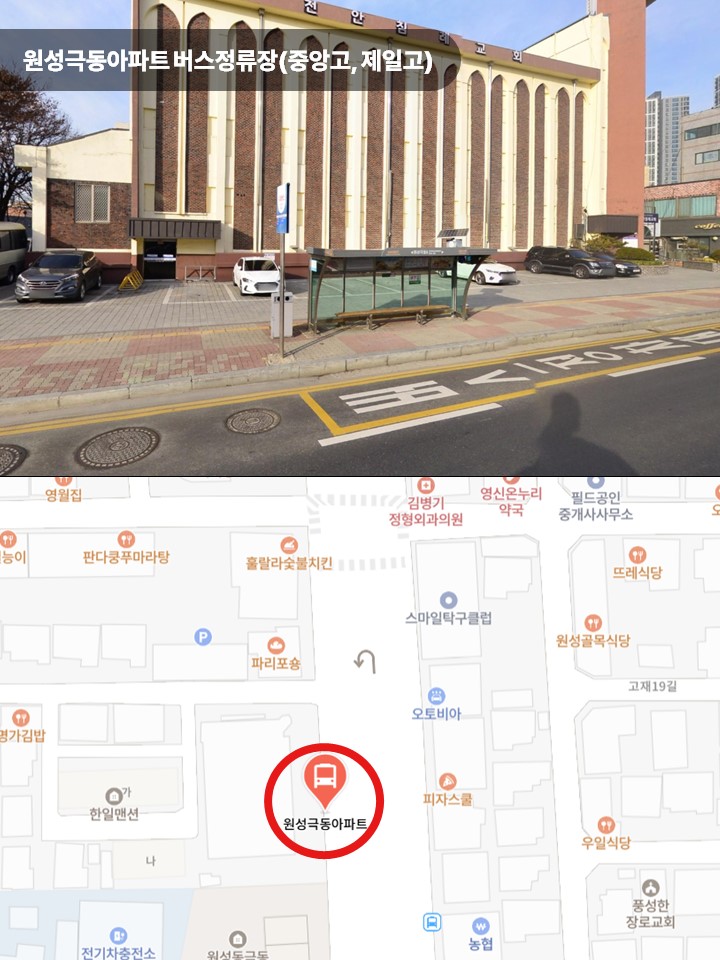 천안침례교회
원성극동아파트 버스정류장(중앙고, 제일고)
버스정류
영월집
김병기
정형외과의원
영신온누리
약국
필드공인
중개사사무소
능이
판다쿵푸마라탕
훌랄라숯불치킨
뜨레식당
스마일탁구클럽
P
원성골목식당
파리포숑
고재19길
명가김밥
오토비아
가
한일맨션
피자스쿨
원성극동아파트
우일식당
나
풍성한
장로교회
전기차충전소
원성동극동
농협